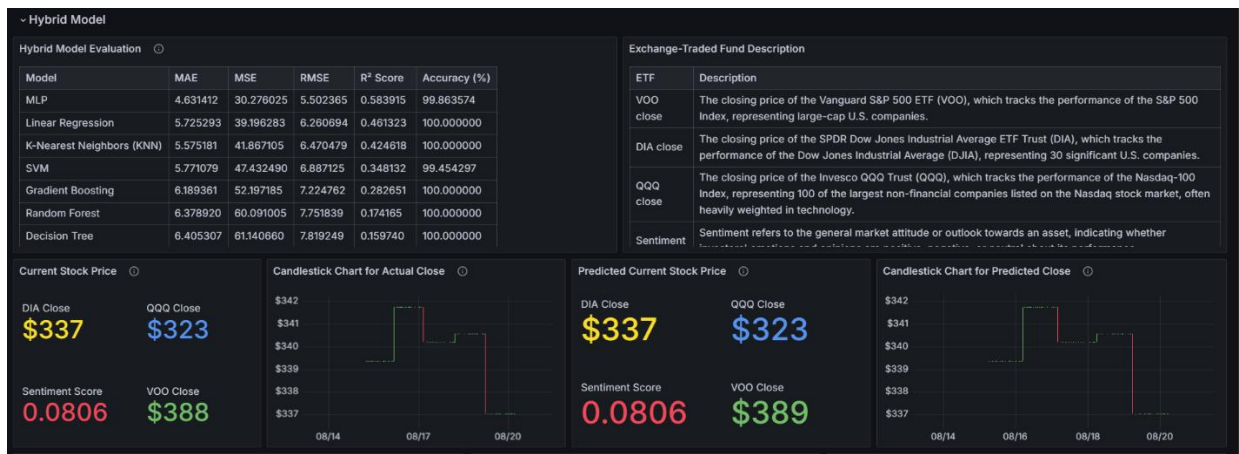 Hybrid Model
Hybrid Model Evaluation
Model MAE MSE RMSE R² Score Accuracy (%)
MLP 4.631412 30.276025 5.502365 0.583915 99.863574
Linear Regression 5.725293 39.196283 6.260694 0.461323 100.000000
K-Nearest Neighbors (KNN) 5.575181 41.867105 6.470479 0.424618 100.000000
SVM 5.771079 47.432490 6.887125 0.348132 99.454297
Gradient Boosting 6.189361 52.197185 7.224762 0.282651 100.000000
Random Forest 6.378920 60.091005 7.751839 0.174165 100.000000
Decision Tree 6.405307 61.140660 7.819249 0.159740 100.000000
Exchange-Traded Fund Description
ETF Description
VOO close
The closing price of the Vanguard S&P 500 ETF (VOO), which tracks the performance of the S&P 500
Index, representing large-cap U.S. companies.
DIA close
The closing price of the SPDR Dow Jones Industrial Average ETF Trust (DIA), which tracks the
performance of the Dow Jones Industrial Average (DJIA), representing 30 significant U.S. companies.
QQQ close
The closing price of the Invesco QQQ Trust (QQQ), which tracks the performance of the Nasdaq-100
Index, representing 100 of the largest non-financial companies listed on the Nasdaq stock market, often
heavily weighted in technology.
Sentiment
Sentiment refers to the general market attitude or outlook towards an asset, indicating whether
Current Stock Price
DIA Close QQQ Close
$337 $323
Sentiment Score VOO Close
0.0806 $388
Candlestick Chart for Actual Close
$342
$341
$340
$339
$338
$337
08/14 08/17 08/20
Predicted Current Stock Price
DIA Close QQQ Close
$337 $323
Sentiment Score VOO Close
0.0806 $389
Candlestick Chart for Predicted Close
$342
$341
$340
$339
$338
$337
08/14 08/16 08/18 08/20